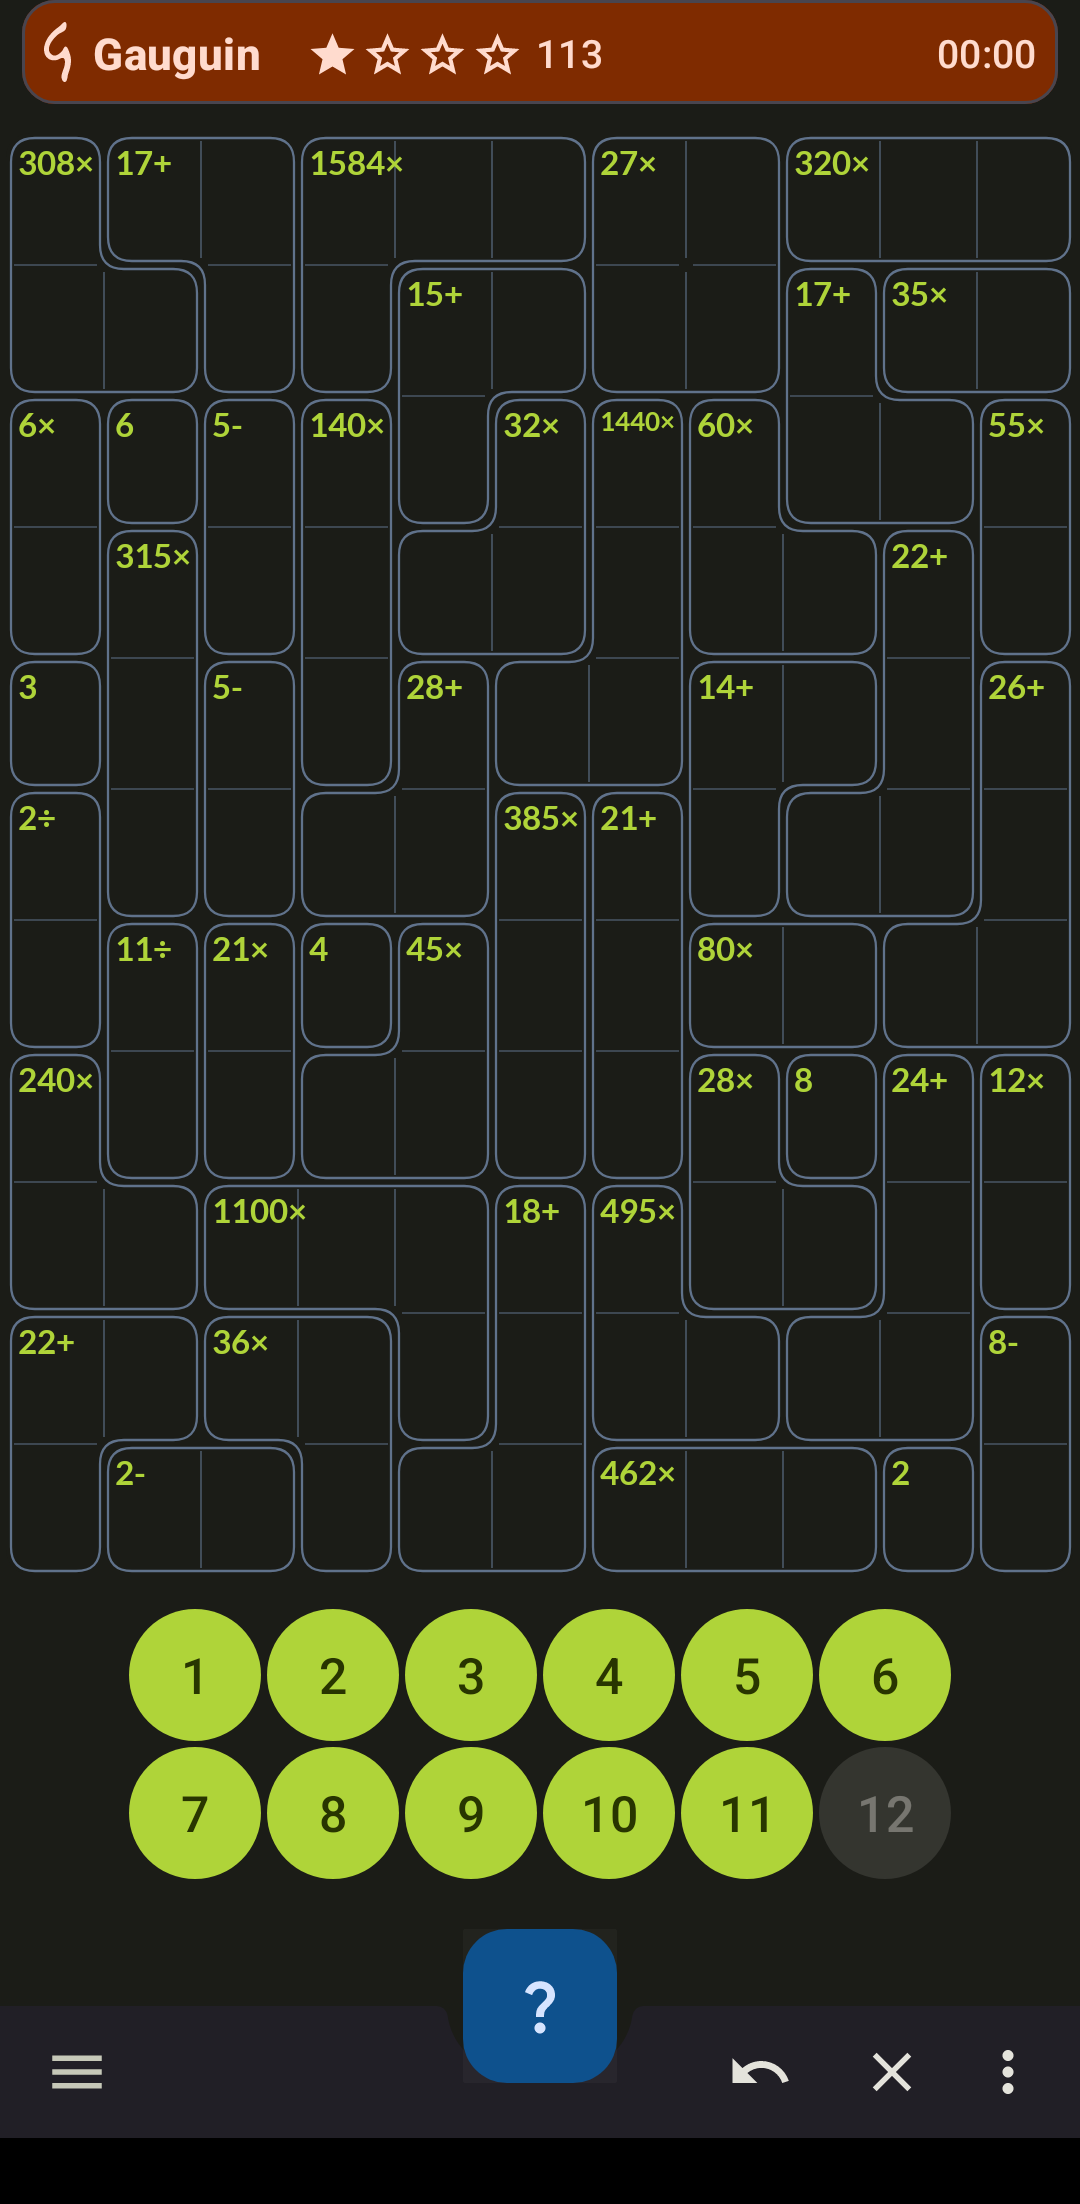 Gauguin 113 00:00
308× 17+ 1584× 27× 320×
15+ 17+ 35×
6× 6 5- 140× 32× 1440× 60× 55×
315× 22+
3 5- 28+ 14+ 26+
2÷ 385× 21+
11÷ 21× 4 45× 80×
240× 28× 8 24+ 12×
1100× 18+ 495×
22+ 36× 8-
2- 462× 2
1 2 3 4 5 6
7 8 9 10 11 12
?